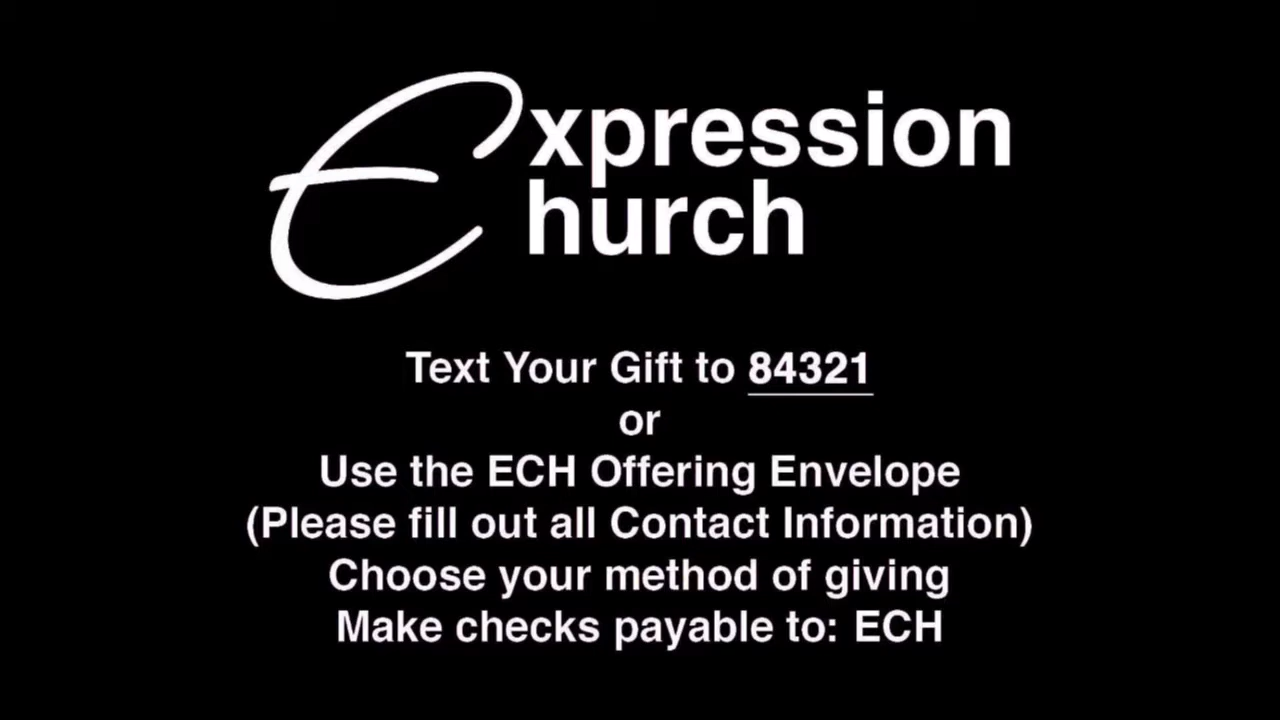 Expression
Church
Text Your Gift to 84321
or
Use the ECH Offering Envelope
(Please fill out all Contact Information)
Choose your method of giving
Make checks payable to: ECH